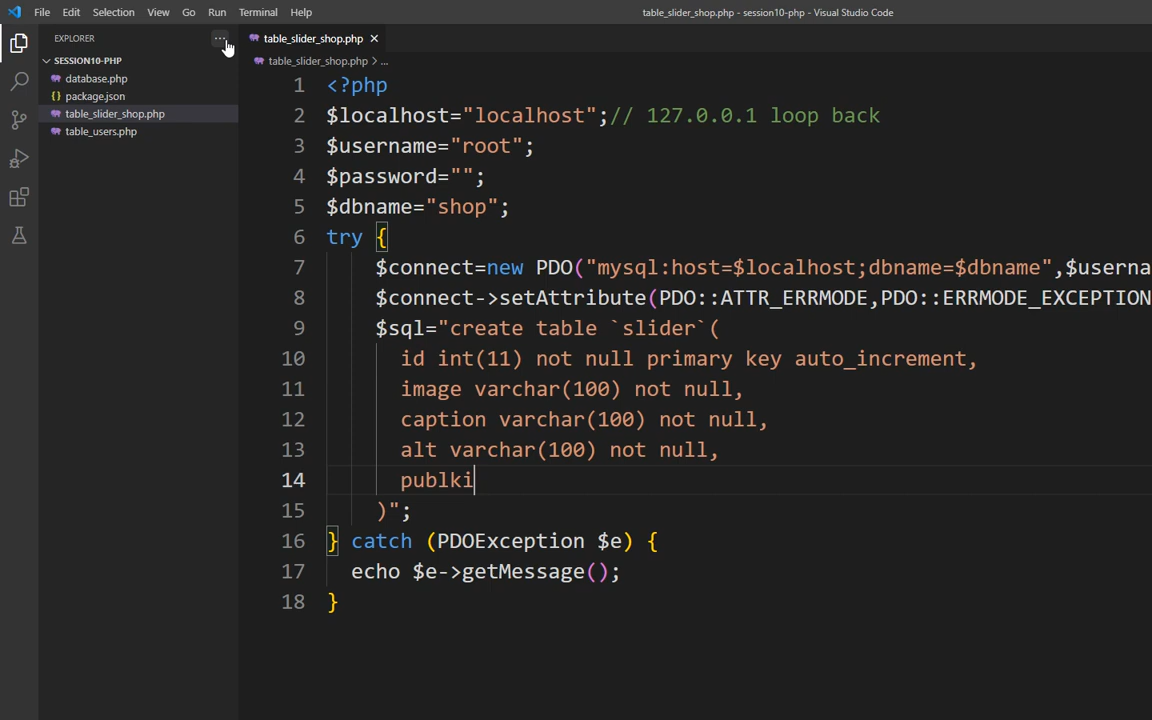 File Edit Selection View Go Run Terminal Help
table_slider_shop.php - session10-php - Visual Studio Code
EXPLORER
SESSION10-PHP
database.php
package.json
table_slider_shop.php
table_users.php
table_slider_shop.php
table_slider_shop.php > ...
1 <?php
2 $localhost="localhost";// 127.0.0.1 loop back
3 $username="root";
4 $password="";
5 $dbname="shop";
6 try {
7 $connect=new PDO("mysql:host=$localhost;dbname=$dbname",$userna
8 $connect->setAttribute(PDO::ATTR_ERRMODE,PDO::ERRMODE_EXCEPTION
9 $sql="create table `slider`(
10 id int(11) not null primary key auto_increment,
11 image varchar(100) not null,
12 caption varchar(100) not null,
13 alt varchar(100) not null,
14 publki
15 )";
16 } catch (PDOException $e) {
17 echo $e->getMessage();
18 }